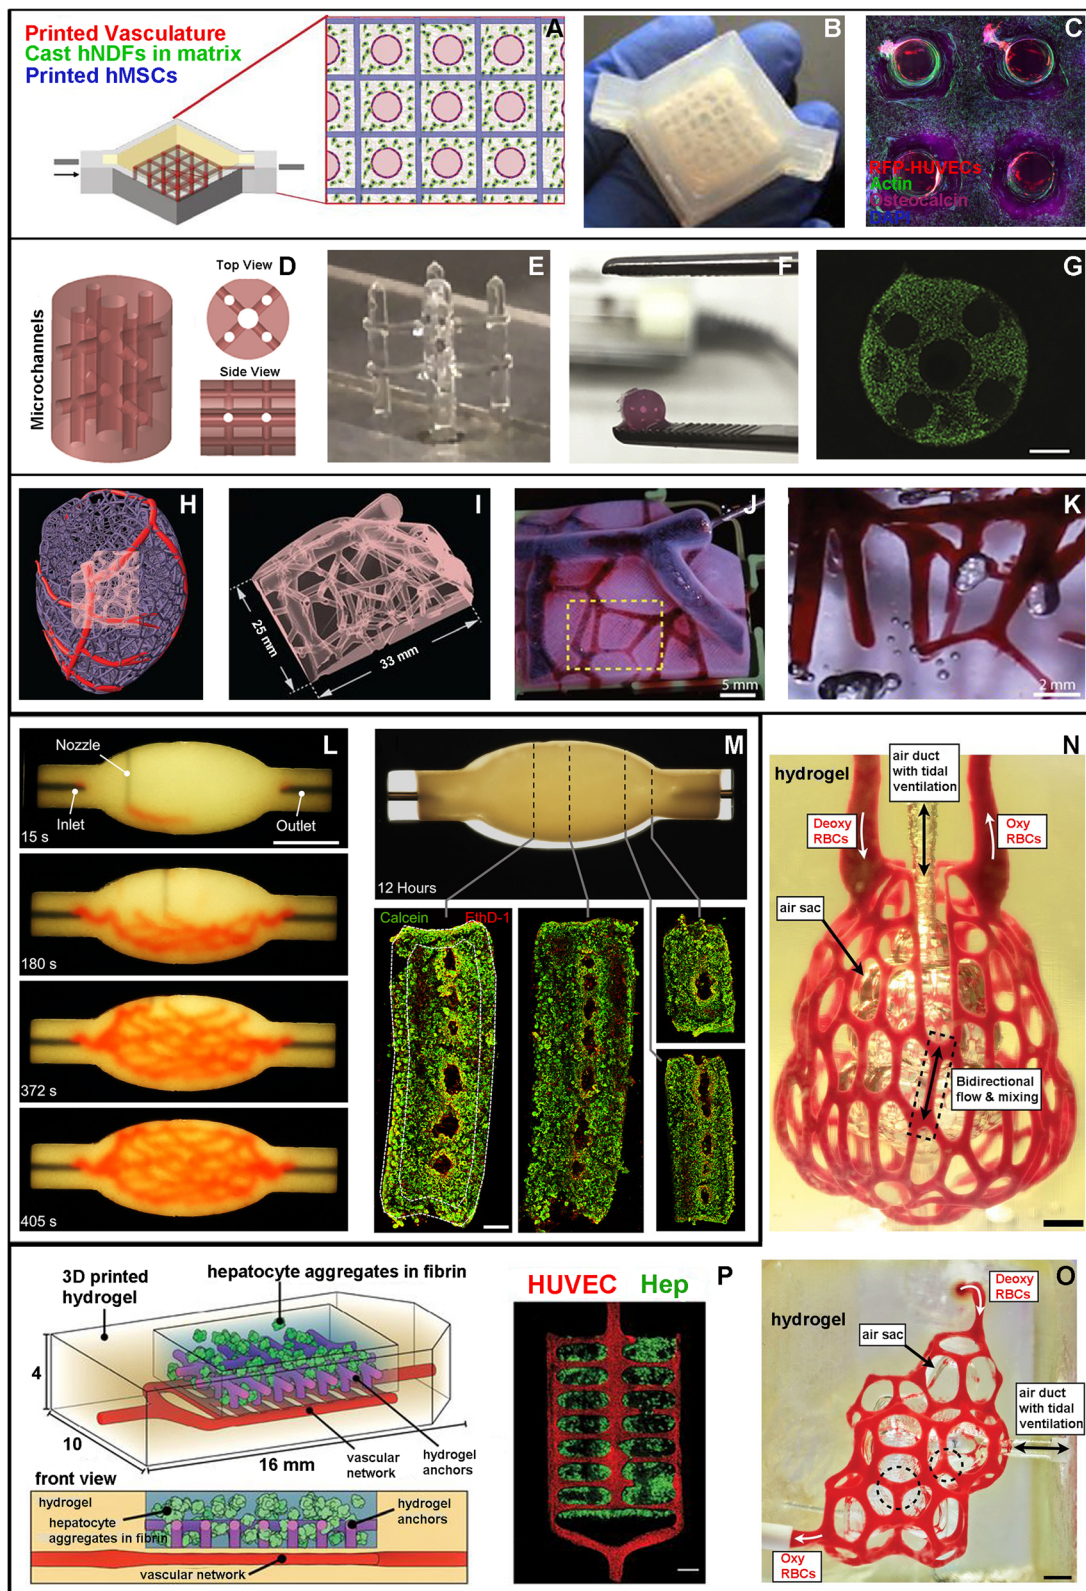 Printed Vasculature
Cast hNDFs in matrix
Printed hMSCs
A
B
C
RFP-HUVECs
Actin
Osteocalcin
DAPI
Microchannels
Top View
D
Side View
E
F
G
H
I
25 mm
33 mm
J
5 mm
K
2 mm
L
Nozzle
Inlet
Outlet
15 s
180 s
372 s
405 s
M
12 Hours
Calcein
EthD-1
N
hydrogel
air duct
with tidal
ventilation
Deoxy
RBCs
Oxy
RBCs
air sac
Bidirectional
flow & mixing
3D printed
hydrogel
hepatocyte aggregates in fibrin
4
10
16 mm
vascular
network
hydrogel
anchors
front view
hydrogel
hepatocyte
aggregates in fibrin
hydrogel
anchors
vascular network
P
HUVEC Hep
O
hydrogel
Deoxy
RBCs
air sac
air duct
with tidal
ventilation
Oxy
RBCs